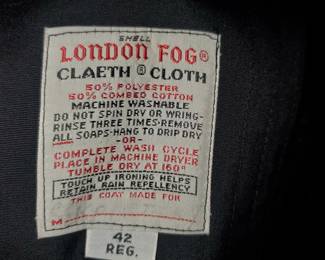 SHELL
LONDON FOG®
CLAETH ® CLOTH
50% POLYESTER
50% COMBED COTTON
MACHINE WASHABLE
DO NOT SPIN DRY OR WRING-
RINSE THREE TIMES-REMOVE
ALL SOAPS-HANG TO DRIP DRY
-OR-
COMPLETE WASH CYCLE
PLACE IN MACHINE DRYER
TUMBLE DRY AT 160°
TOUCH UP IRONING HELPS
RETAIN RAIN REPELLENCY
THIS COAT MADE FOR
M
42
REG.